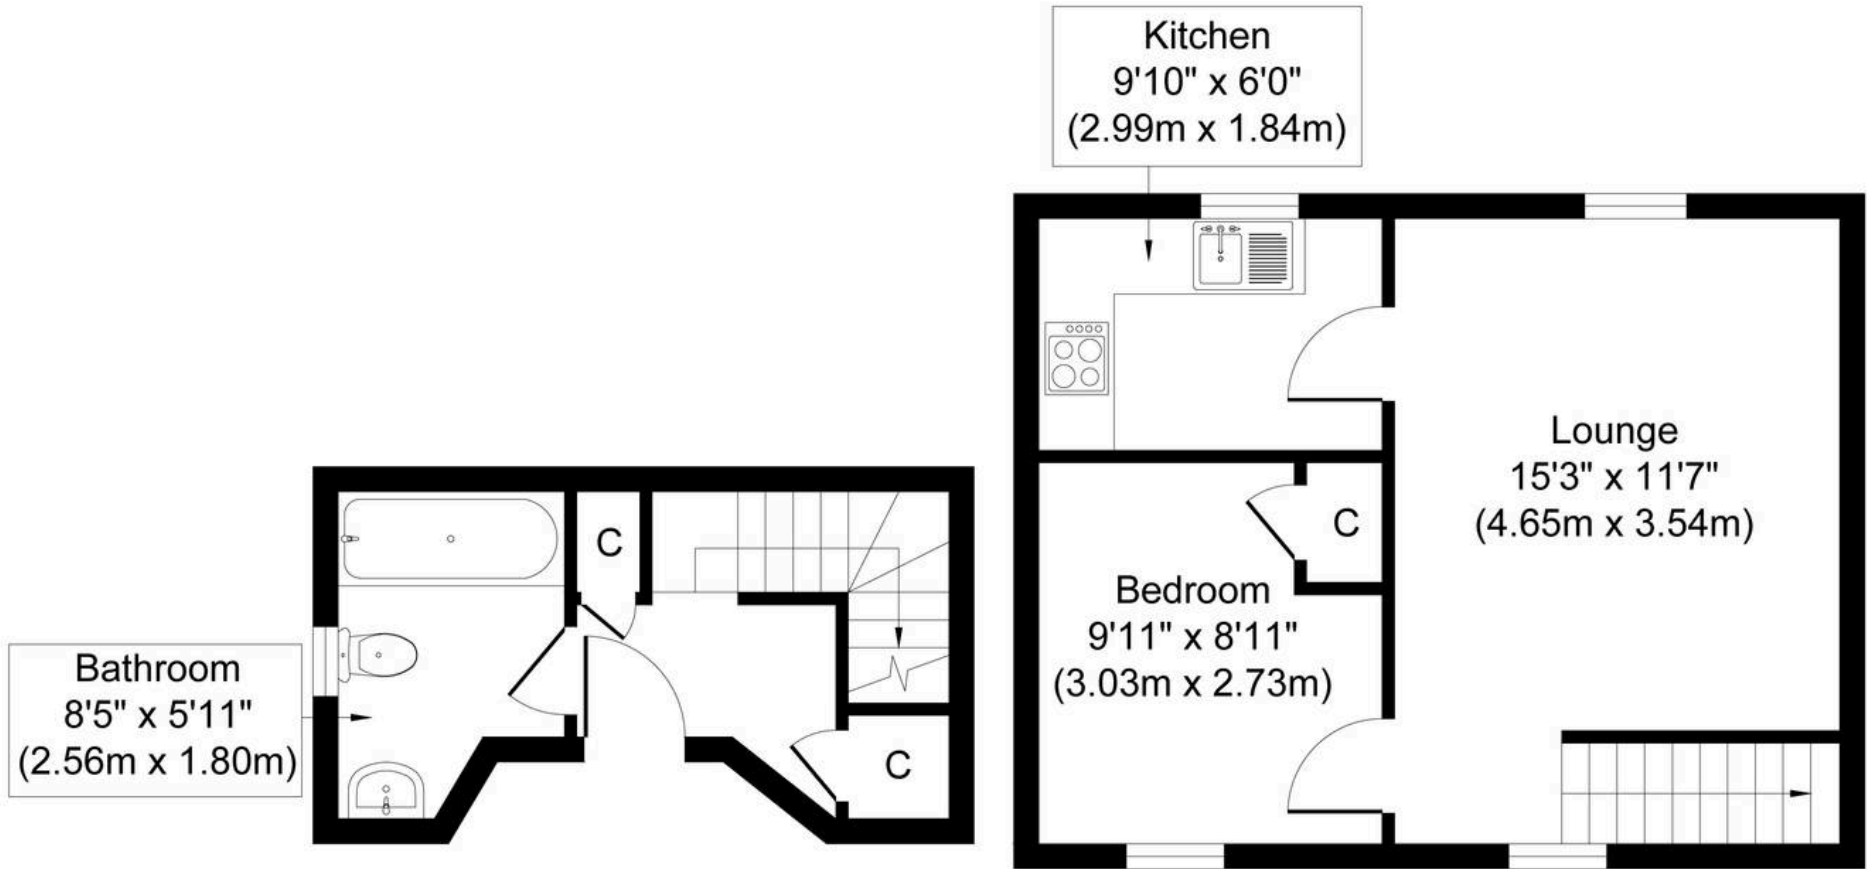 Kitchen
9'10" x 6'0"
(2.99m x 1.84m)
Lounge
15'3" x 11'7"
(4.65m x 3.54m)
C
C
Bedroom
9'11" x 8'11"
(3.03m x 2.73m)
Bathroom
8'5" x 5'11"
(2.56m x 1.80m)
C